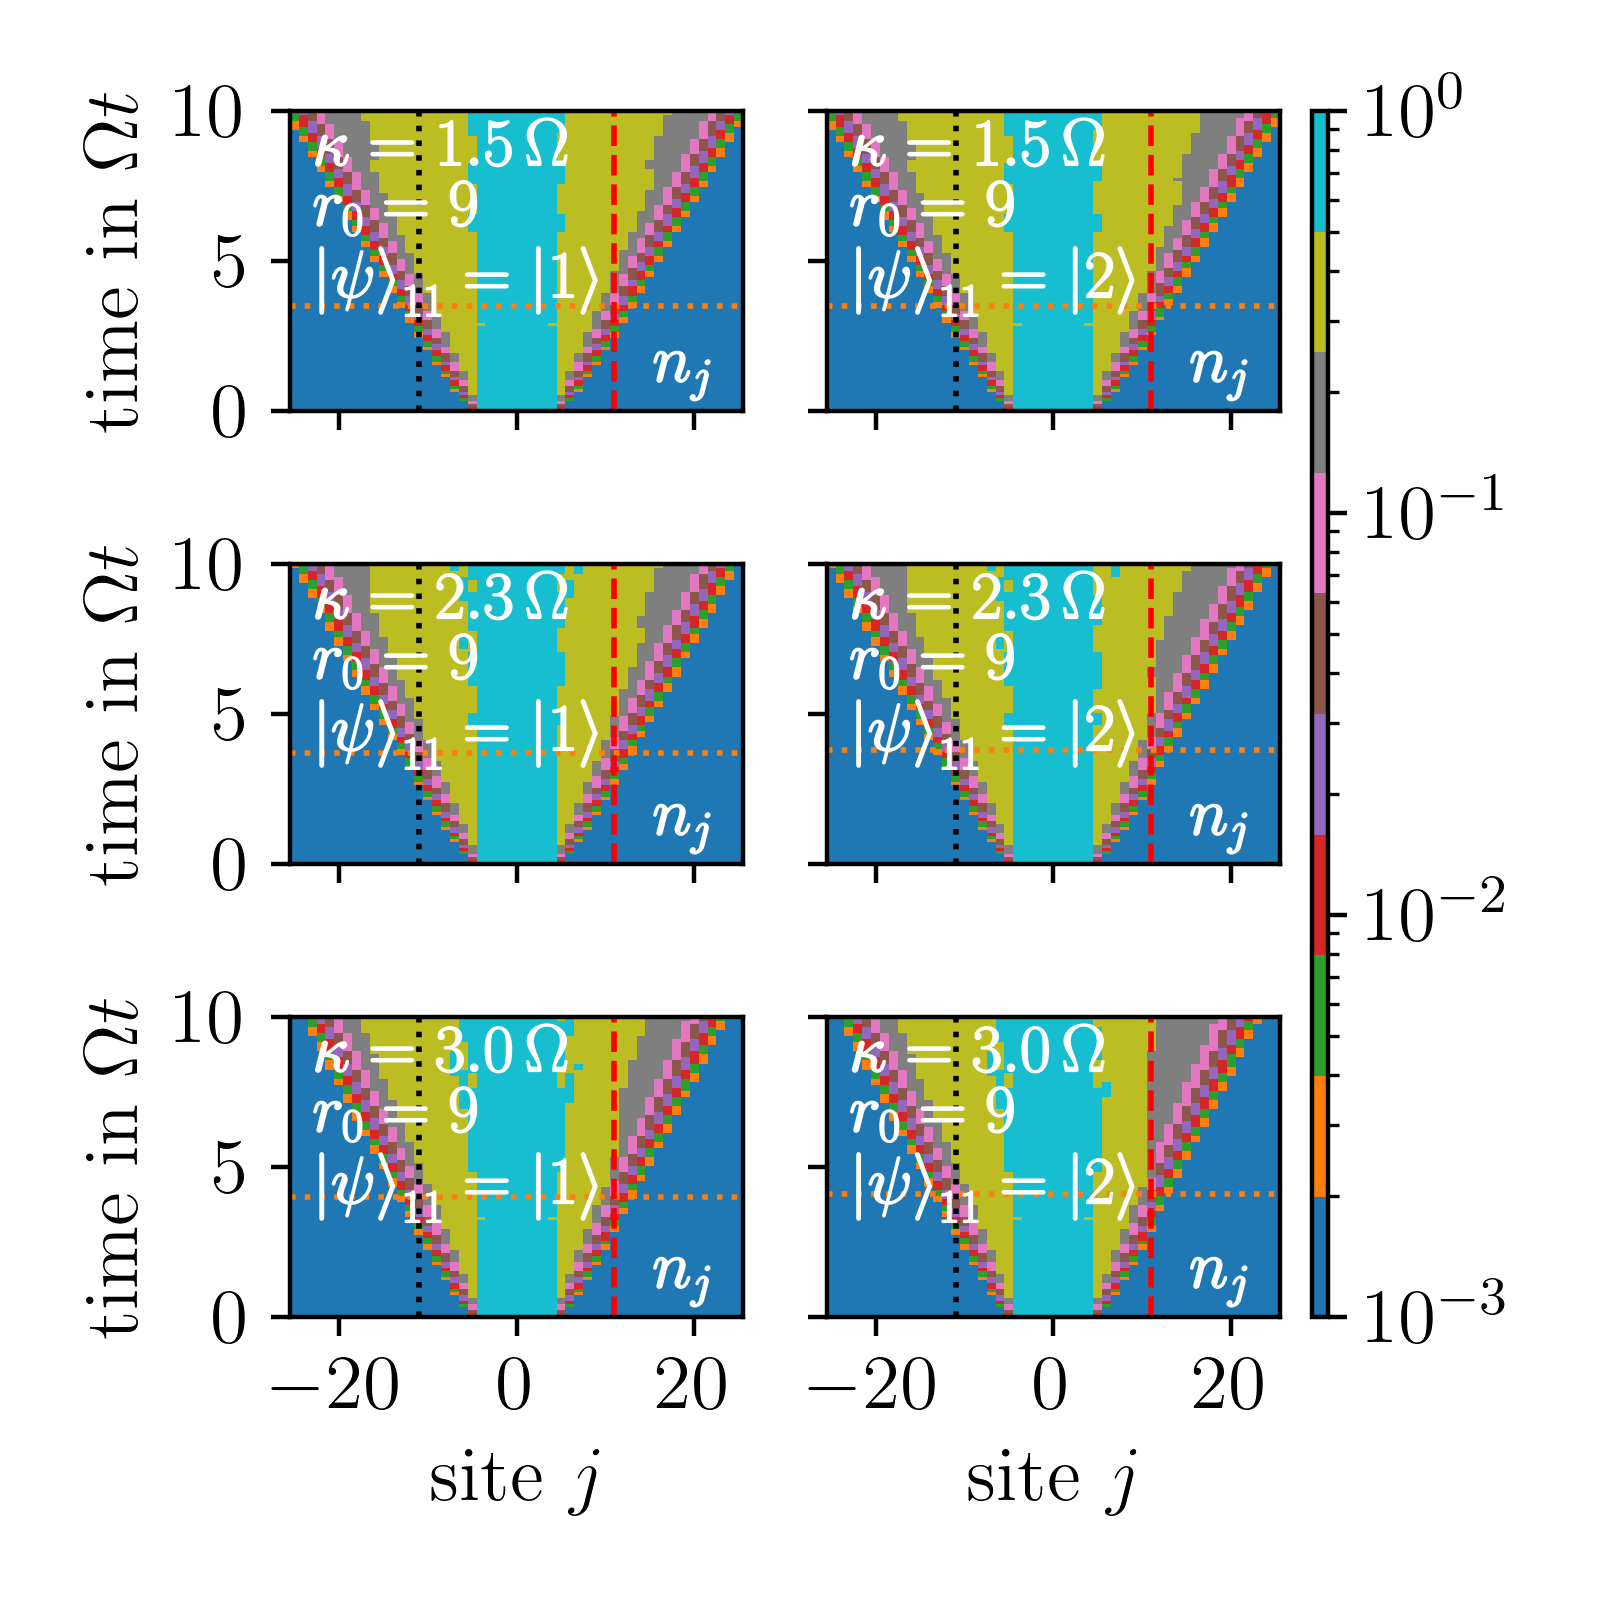 time in Ωt
10
5
0
κ = 1.5 Ω
r₀ = 9
|ψ⟩₁₁ = |1⟩
nⱼ
κ = 1.5 Ω
r₀ = 9
|ψ⟩₁₁ = |2⟩
nⱼ
time in Ωt
10
5
0
κ = 2.3 Ω
r₀ = 9
|ψ⟩₁₁ = |1⟩
nⱼ
κ = 2.3 Ω
r₀ = 9
|ψ⟩₁₁ = |2⟩
nⱼ
time in Ωt
10
5
0
κ = 3.0 Ω
r₀ = 9
|ψ⟩₁₁ = |1⟩
nⱼ
κ = 3.0 Ω
r₀ = 9
|ψ⟩₁₁ = |2⟩
nⱼ
−20 0 20
site j
−20 0 20
site j
10⁰
10⁻¹
10⁻²
10⁻³